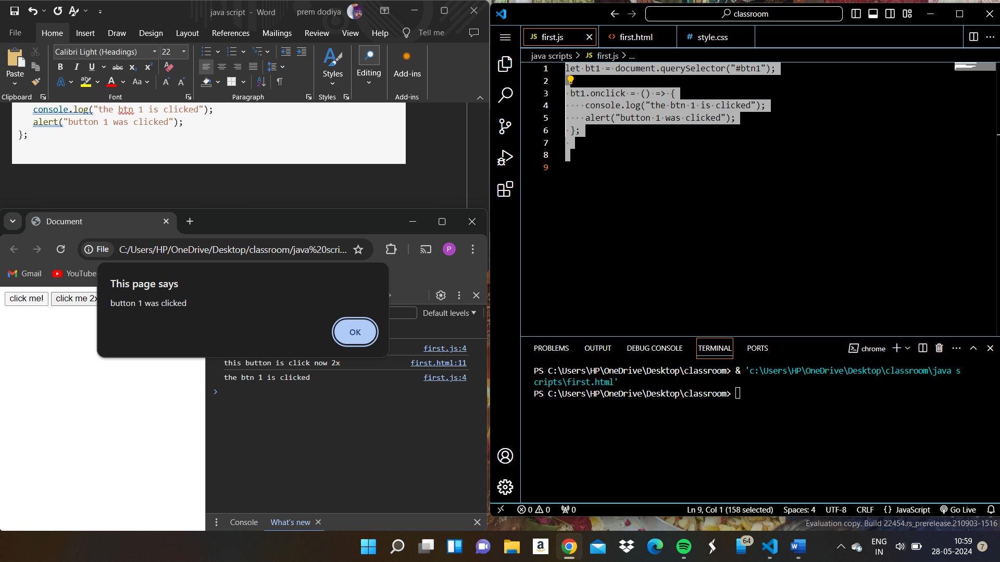 java script - Word
prem dodiya
File Home Insert Draw Design Layout References Mailings Review View Help Tell me
Paste
Clipboard
Calibri Light (Headings) 22
B I U abc X₂ X²
A A Aa A A
Font
Paragraph
Styles
Styles
Editing
Add-ins
Add-ins
console.log("the btn 1 is clicked");
alert("button 1 was clicked");
};
Document
File C:/Users/HP/OneDrive/Desktop/classroom/java%20scri...
P
Gmail YouTube
click me! click me 2x
This page says
button 1 was clicked
OK
Default levels
first.js:4
this button is click now 2x first.html:11
the btn 1 is clicked first.js:4
Console What's new
classroom
JS first.js
<> first.html
# style.css
java scripts > JS first.js > ...
1 let bt1 = document.querySelector("#btn1");
2
3 bt1.onclick = () => {
4 console.log("the btn 1 is clicked");
5 alert("button 1 was clicked");
6 };
7
8
9
PROBLEMS OUTPUT DEBUG CONSOLE TERMINAL PORTS chrome
PS C:\Users\HP\OneDrive\Desktop\classroom> & 'c:\Users\HP\OneDrive\Desktop\classroom\java s
cripts\first.html'
PS C:\Users\HP\OneDrive\Desktop\classroom>
0 0 0 Ln 9, Col 1 (158 selected) Spaces: 4 UTF-8 CRLF {} JavaScript Go Live
Evaluation copy. Build 22454.rs_prerelease.210903-1516
64
ENG
IN
10:59
28-05-2024
7